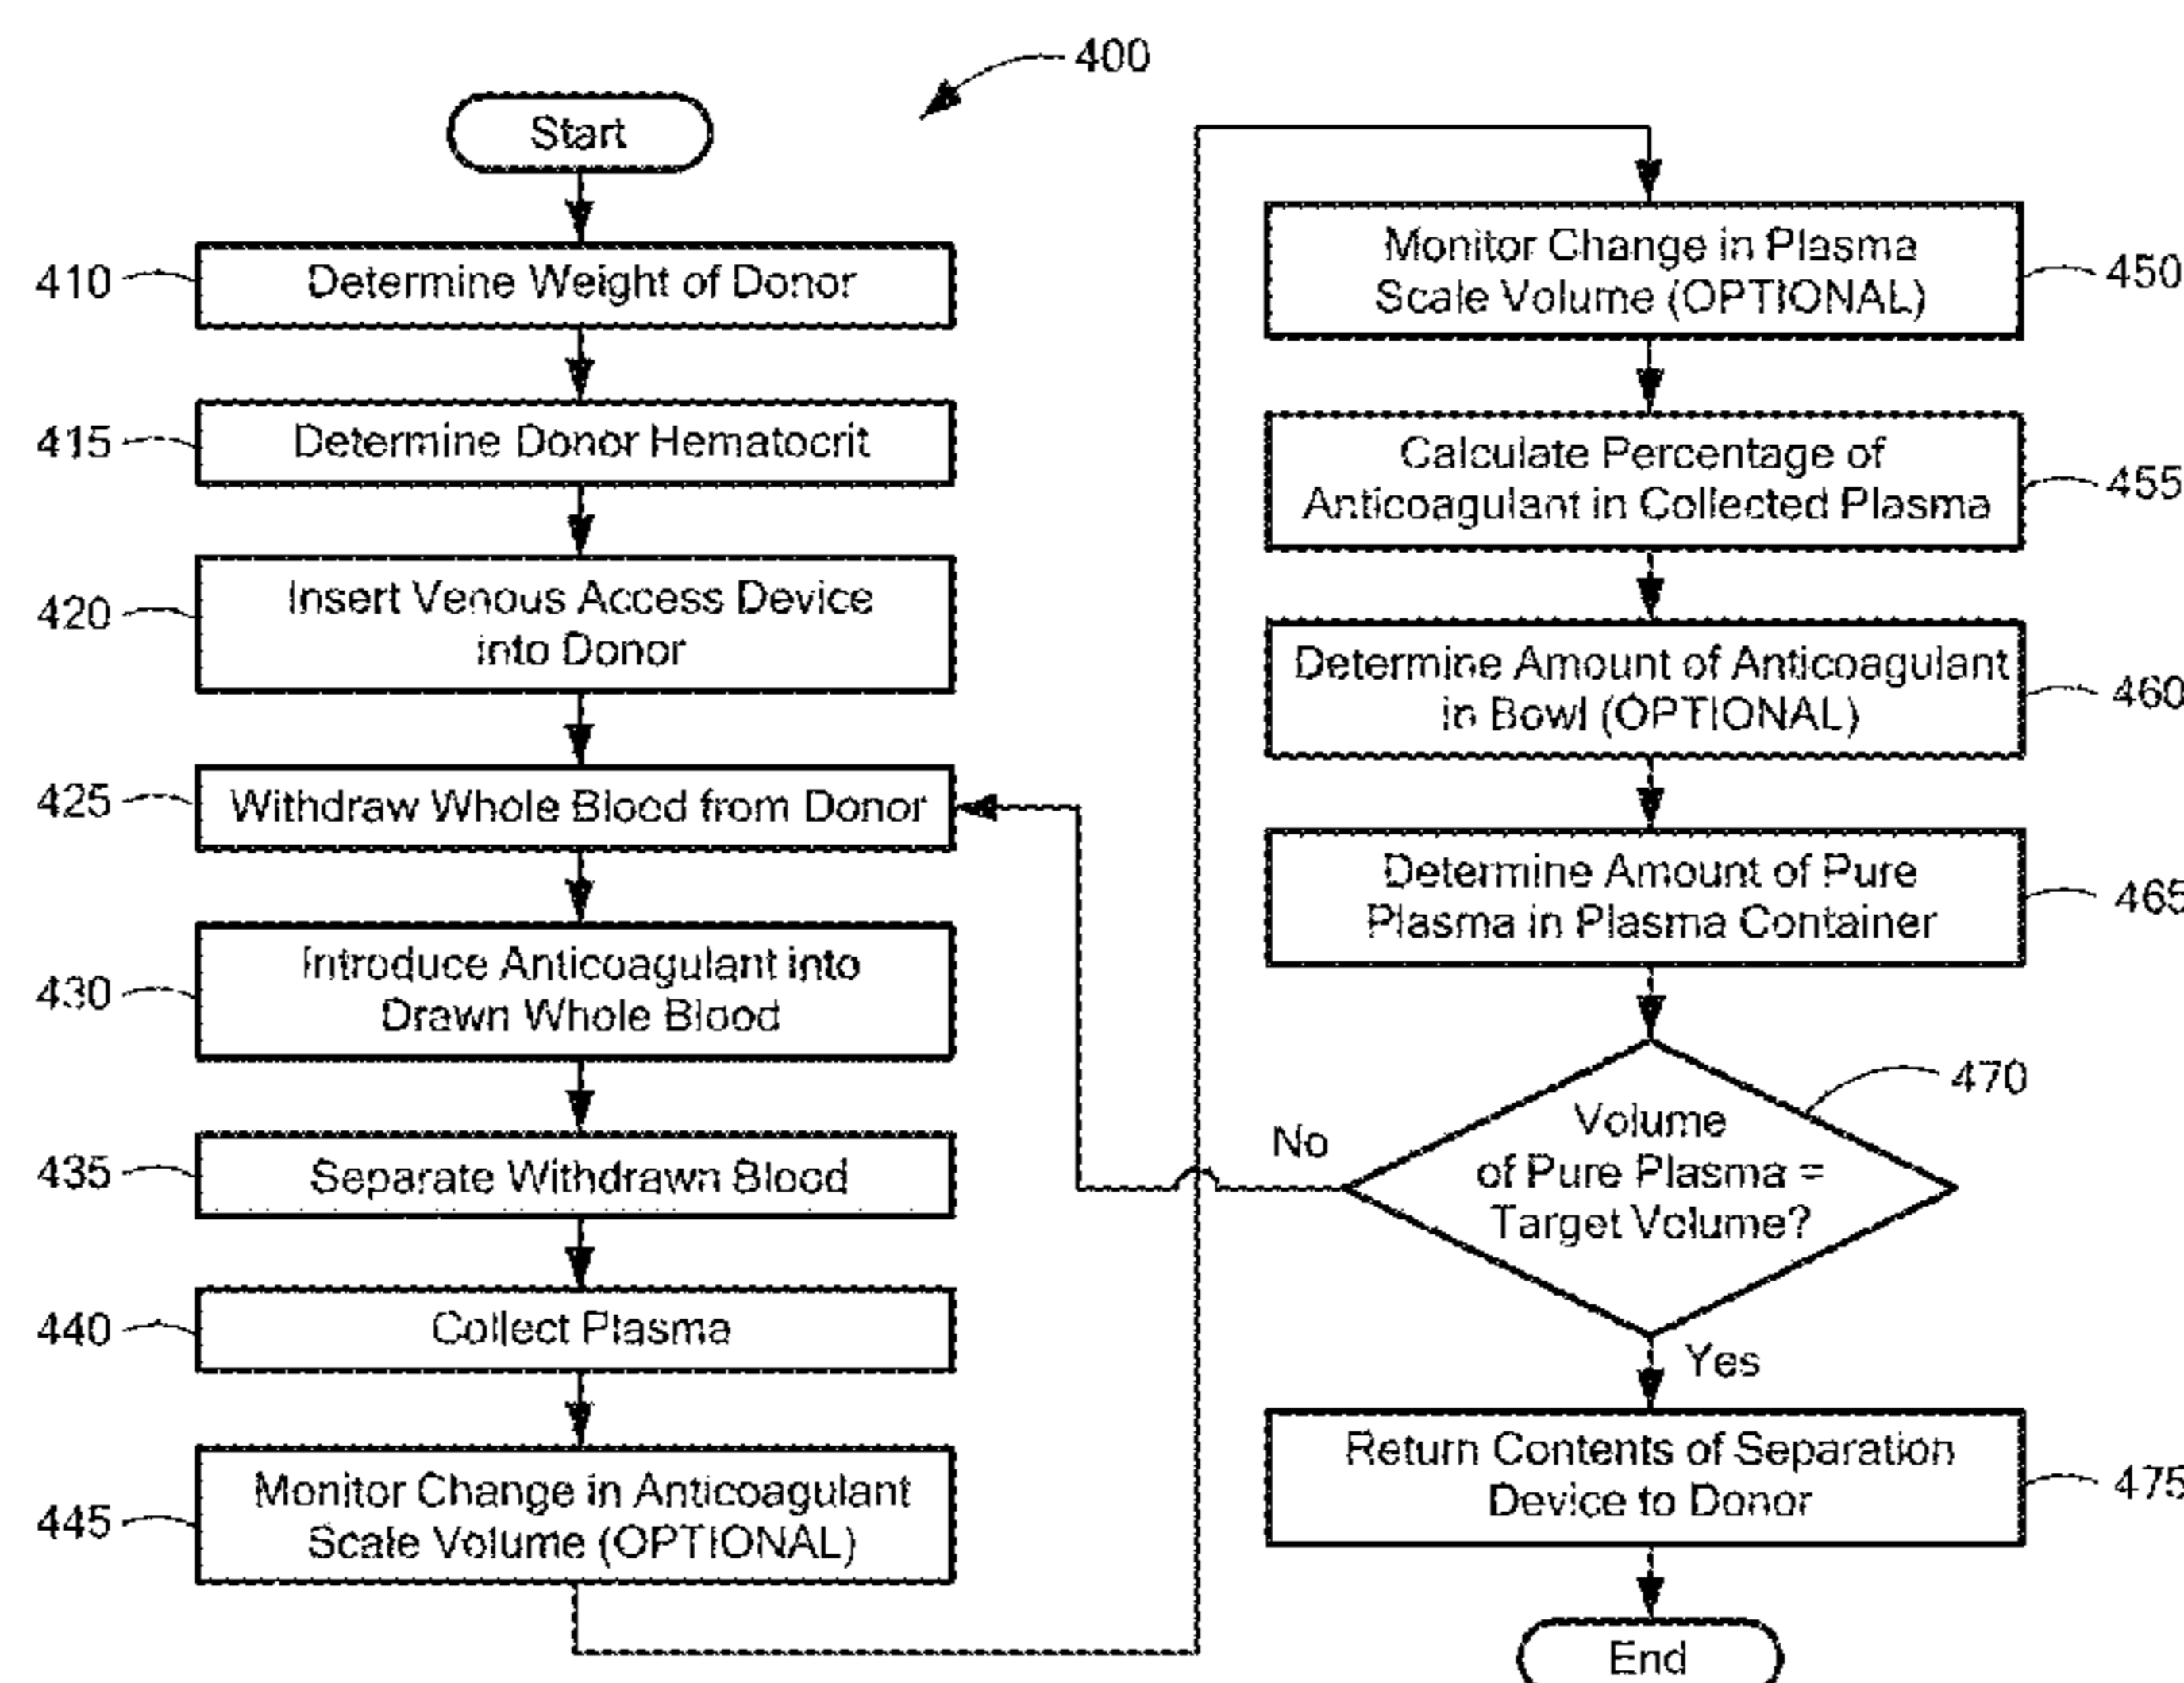 400
Start
410
Determine Weight of Donor
415
Determine Donor Hematocrit
420
Insert Venous Access Device
into Donor
425
Withdraw Whole Blood from Donor
430
Introduce Anticoagulant into
Drawn Whole Blood
435
Separate Withdrawn Blood
440
Collect Plasma
445
Monitor Change in Anticoagulant
Scale Volume (OPTIONAL)
Monitor Change in Plasma
Scale Volume (OPTIONAL)
450
Calculate Percentage of
Anticoagulant in Collected Plasma
455
Determine Amount of Anticoagulant
in Bowl (OPTIONAL)
460
Determine Amount of Pure
Plasma in Plasma Container
465
470
Volume
of Pure Plasma =
Target Volume?
No
Yes
Return Contents of Separation
Device to Donor
475
End